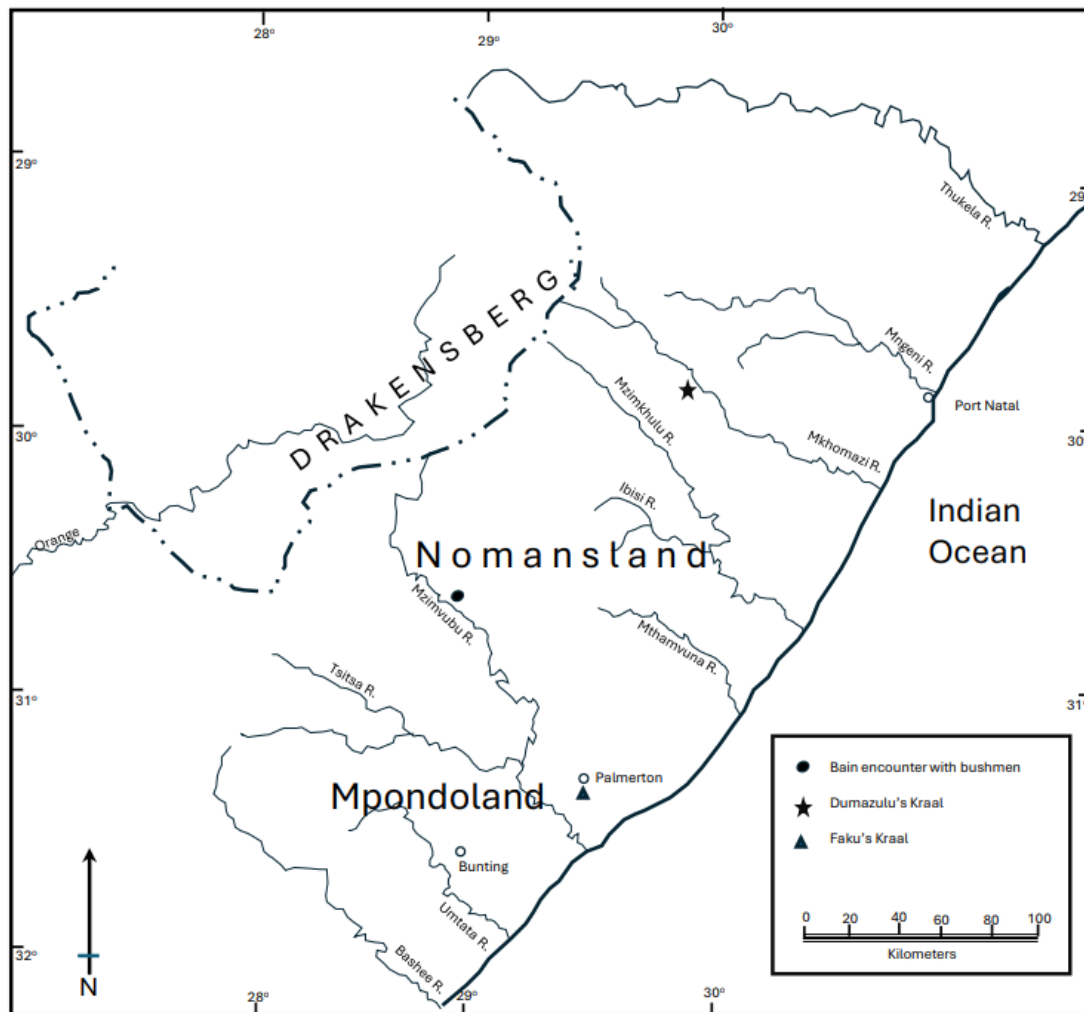 28°
29°
30°
29°
29
Thukela R.
DRAKENSBERG
Mngeni R.
Port Natal
Mzimkhulu R.
30°
30
Mkhomazi R.
Ibisi R.
Indian
Ocean
Orange
Nomansland
Mzimvubu R.
Mthamvuna R.
Tsitsa R.
31°
31°
Palmerton
Mpondoland
Bunting
Umtata R.
Bashee R.
32°
N
28°
29°
30°
Bain encounter with bushmen
Dumazulu's Kraal
Faku's Kraal
0 20 40 60 80 100
Kilometers